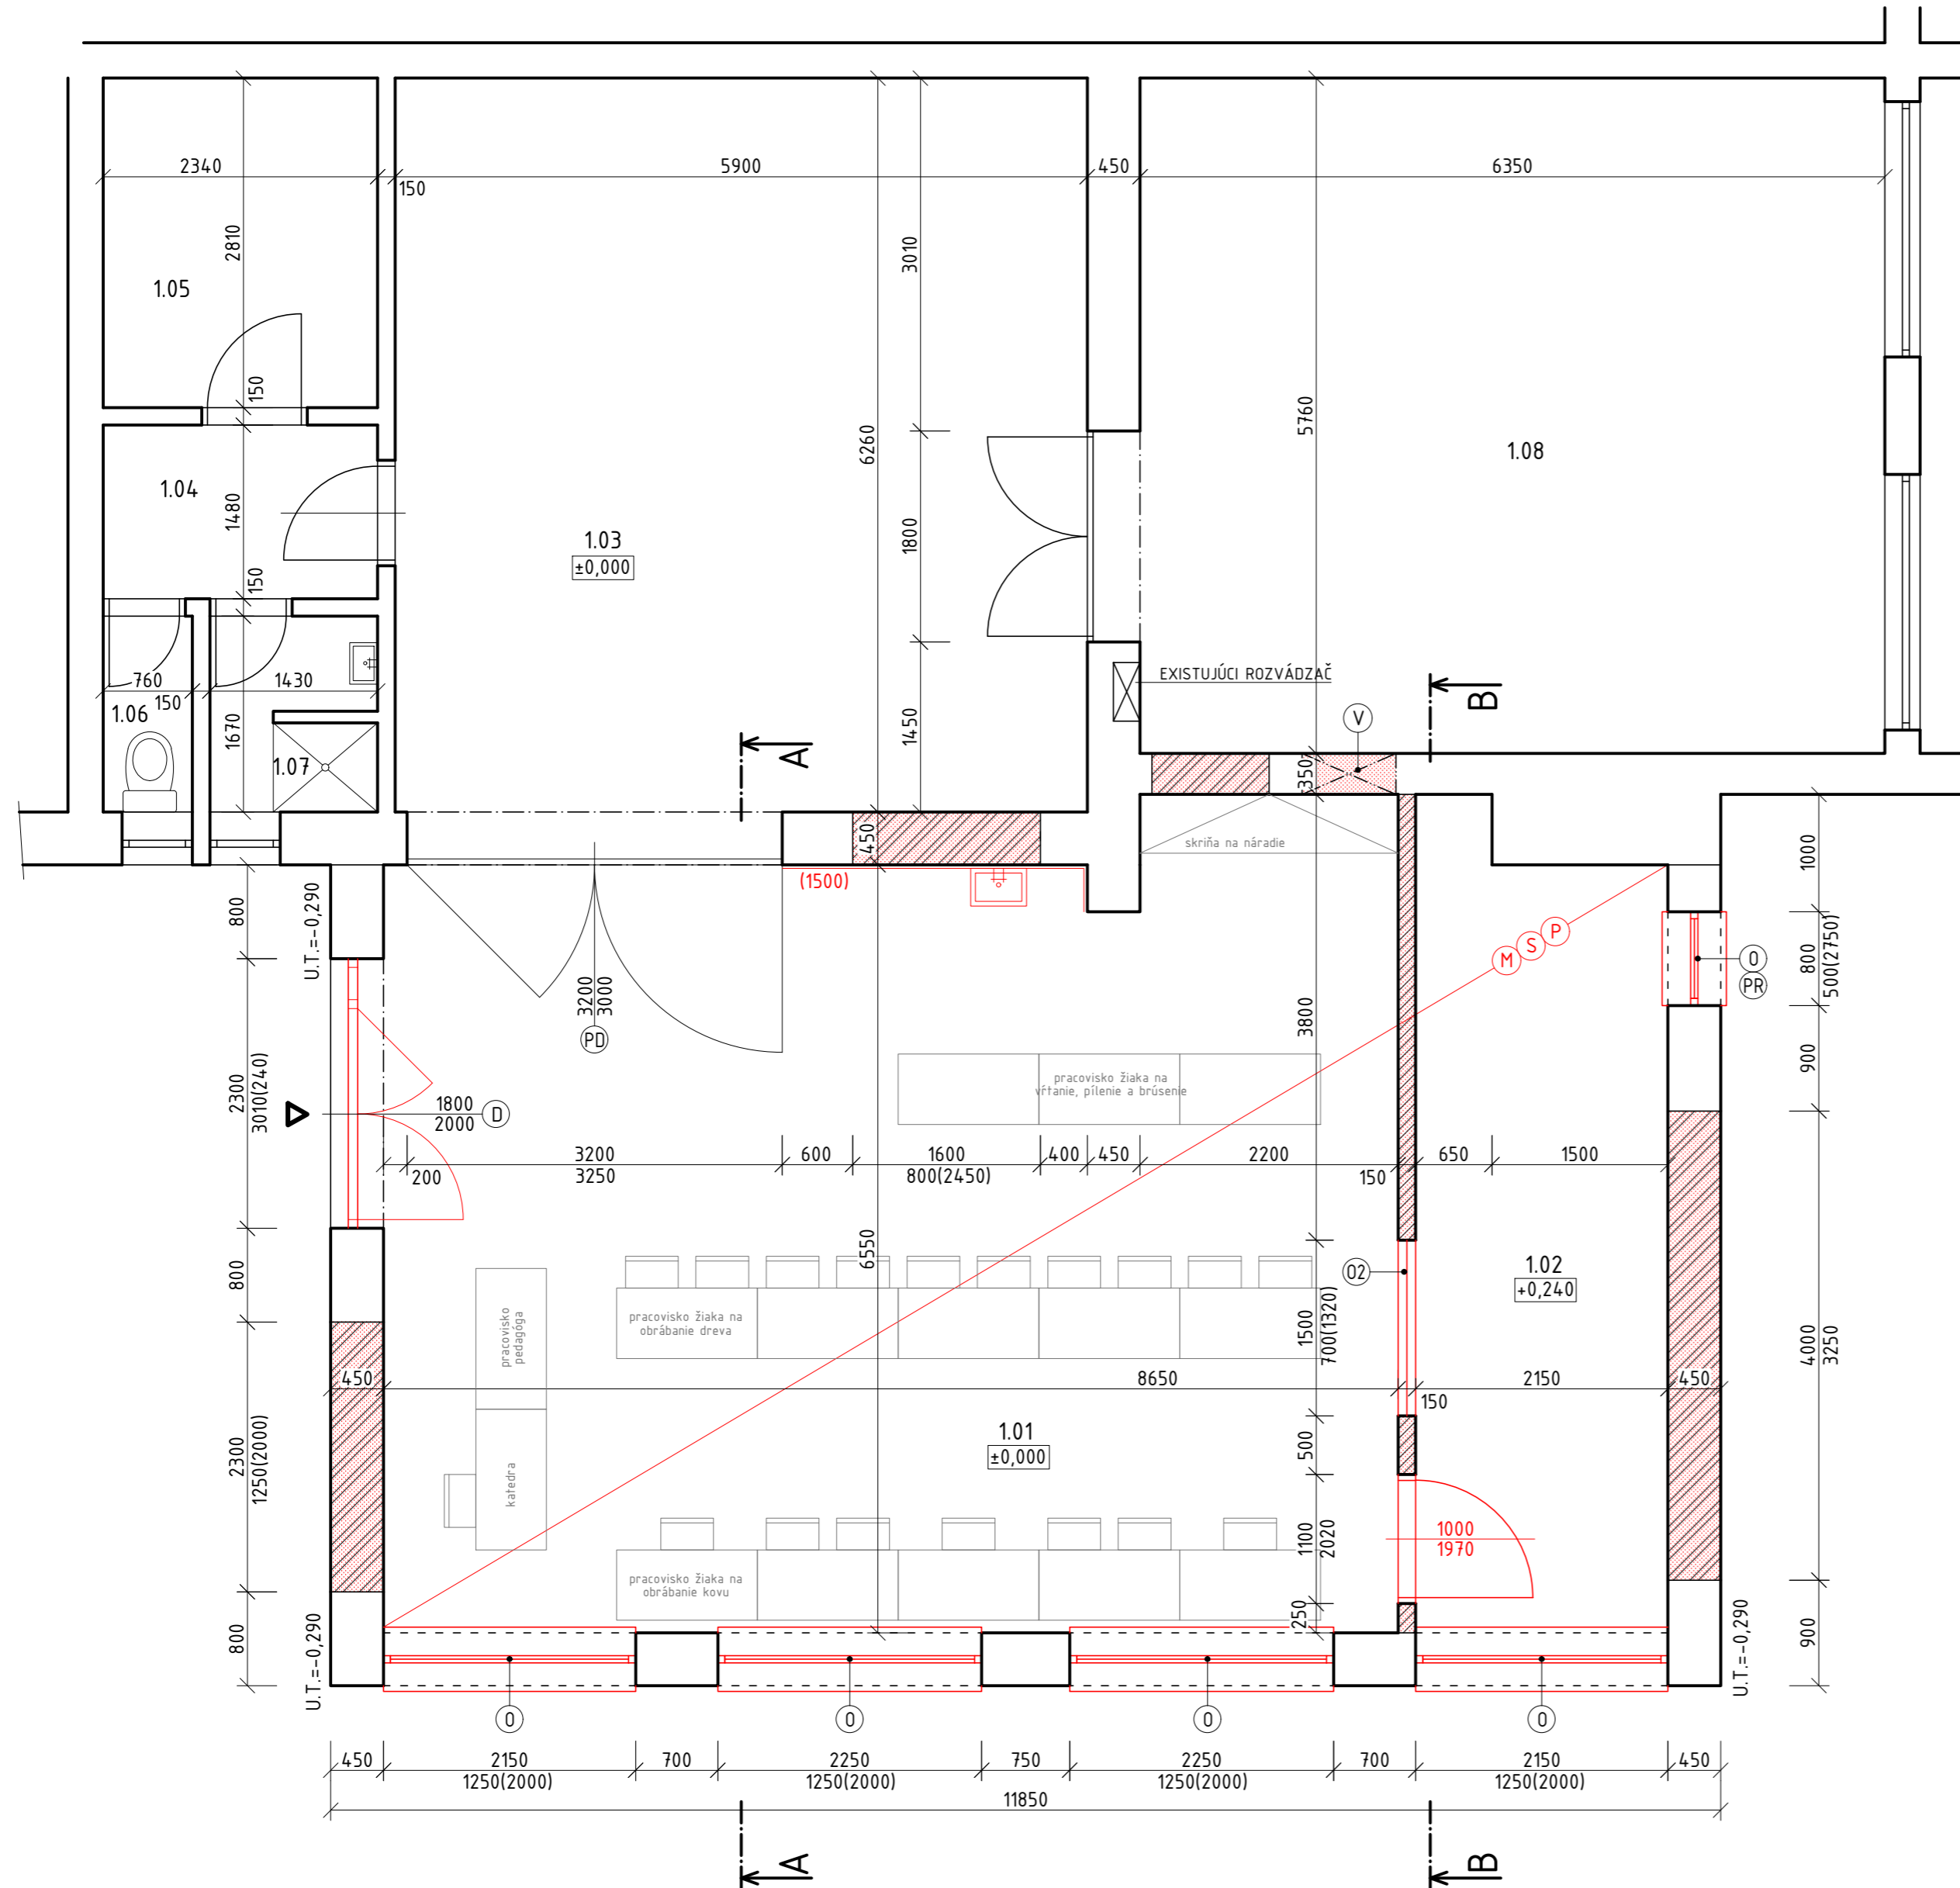 2340
150
5900
450
6350
2810
3010
1.05
150
6260
5760
1.08
1.04
1480
1.03
±0,000
1800
150
760
150
1430
1.06
1670
1.07
1450
EXISTUJÚCI ROZVÁDZAČ
V
B
A
350
450
skriňa na náradie
(1500)
U.T.=-0,290
800
1000
3200
3000
PD
M
S
P
800
500(2750)
O
PR
3800
900
2300
3010(240)
1800
2000
D
pracovisko žiaka na
vŕtanie, pílenie a brúsenie
200
3200
3250
600
1600
800(2450)
400
450
2200
150
650
1500
6550
800
O2
1.02
+0,240
1500
700(1320)
pracovisko
pedagóga
pracovisko žiaka na
obrábanie dreva
4000
3250
450
8650
150
2150
450
2300
1250(2000)
1.01
±0,000
500
katedra
1100
2020
1000
1970
pracovisko žiaka na
obrábanie kovu
250
800
U.T.=-0,290
900
U.T.=-0,290
O
O
O
O
450
2150
1250(2000)
700
2250
1250(2000)
750
2250
1250(2000)
700
2150
1250(2000)
450
11850
A
B